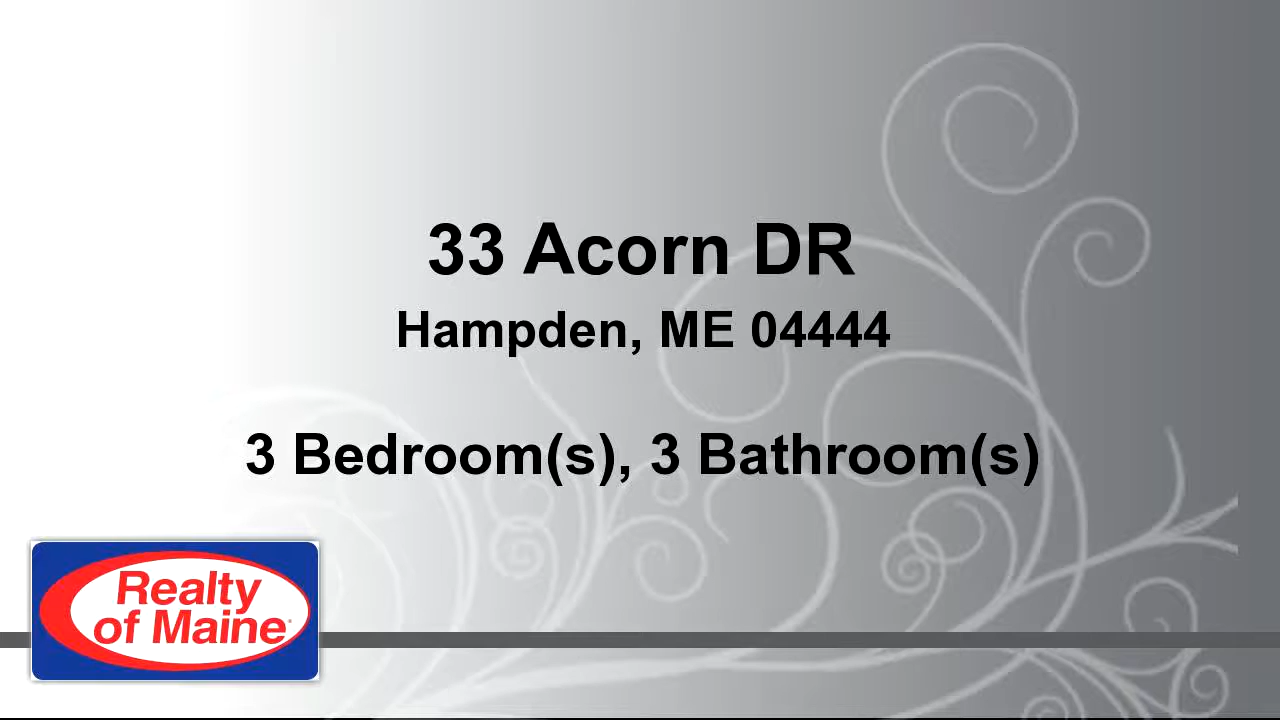 33 Acorn DR
Hampden, ME 04444
3 Bedroom(s), 3 Bathroom(s)
Realty
of Maine